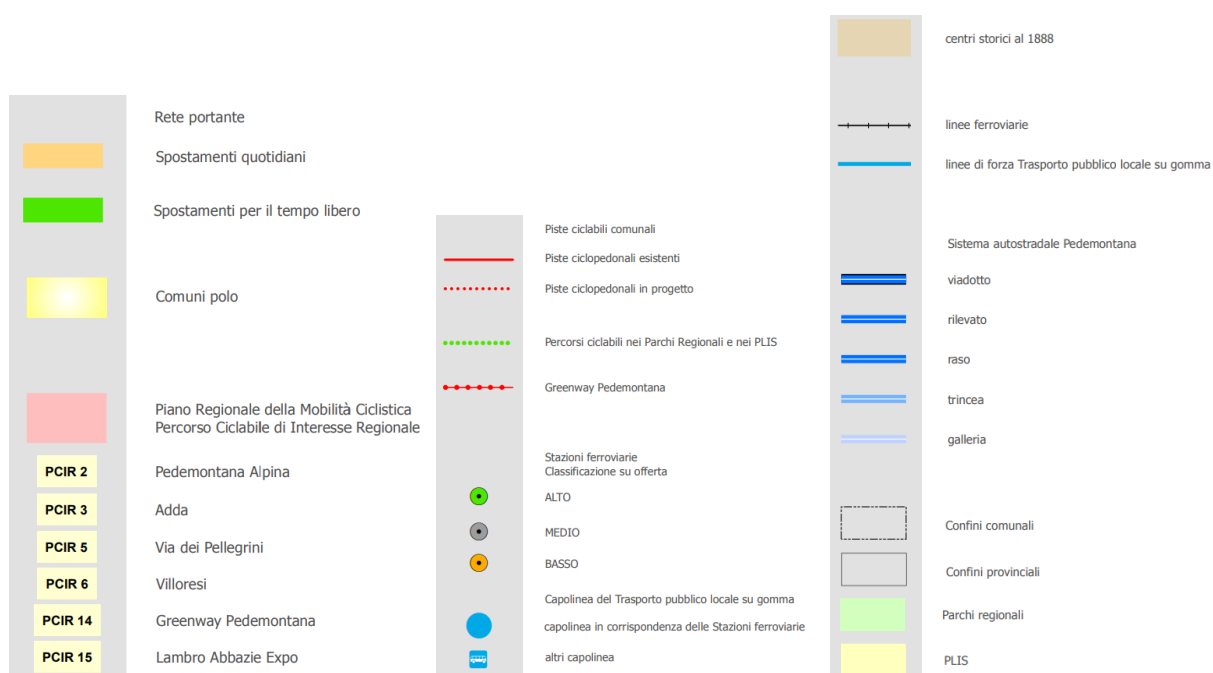 Rete portante
Spostamenti quotidiani
Spostamenti per il tempo libero
Comuni polo
Piano Regionale della Mobilità Ciclistica
Percorso Ciclabile di Interesse Regionale
PCIR 2 Pedemontana Alpina
PCIR 3 Adda
PCIR 5 Via dei Pellegrini
PCIR 6 Villoresi
PCIR 14 Greenway Pedemontana
PCIR 15 Lambro Abbazie Expo
Piste ciclabili comunali
Piste ciclopedonali esistenti
Piste ciclopedonali in progetto
Percorsi ciclabili nei Parchi Regionali e nei PLIS
Greenway Pedemontana
Stazioni ferroviarie
Classificazione su offerta
ALTO
MEDIO
BASSO
Capolinea del Trasporto pubblico locale su gomma
capolinea in corrispondenza delle Stazioni ferroviarie
altri capolinea
centri storici al 1888
linee ferroviarie
linee di forza Trasporto pubblico locale su gomma
Sistema autostradale Pedemontana
viadotto
rilevato
raso
trincea
galleria
Confini comunali
Confini provinciali
Parchi regionali
PLIS